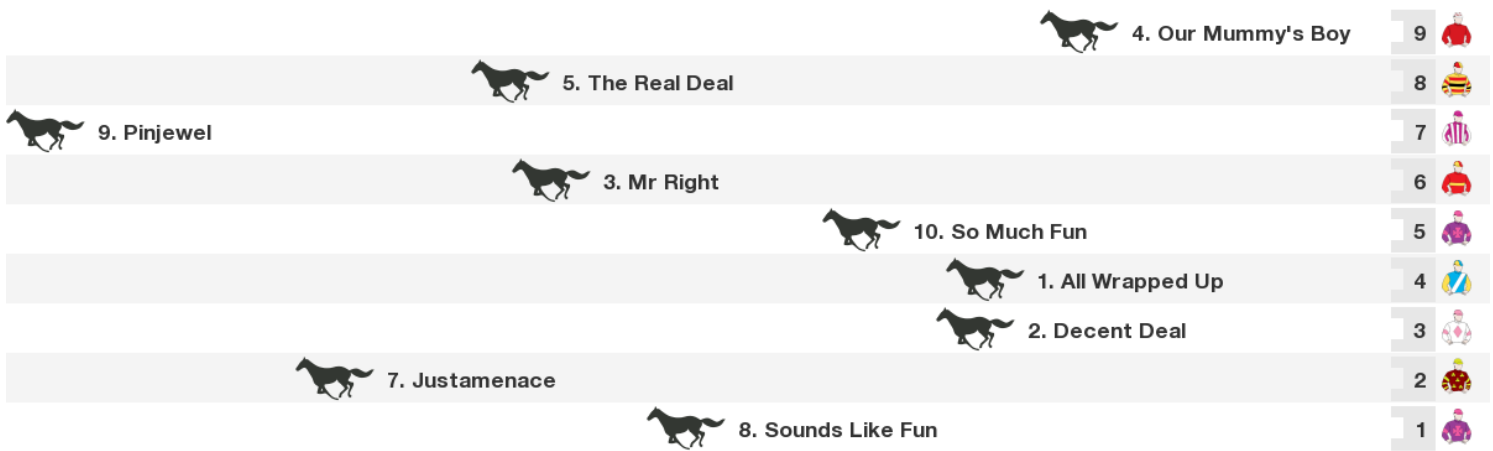 4. Our Mummy's Boy 9
5. The Real Deal 8
9. Pinjewel 7
3. Mr Right 6
10. So Much Fun 5
1. All Wrapped Up 4
2. Decent Deal 3
7. Justamenace 2
8. Sounds Like Fun 1